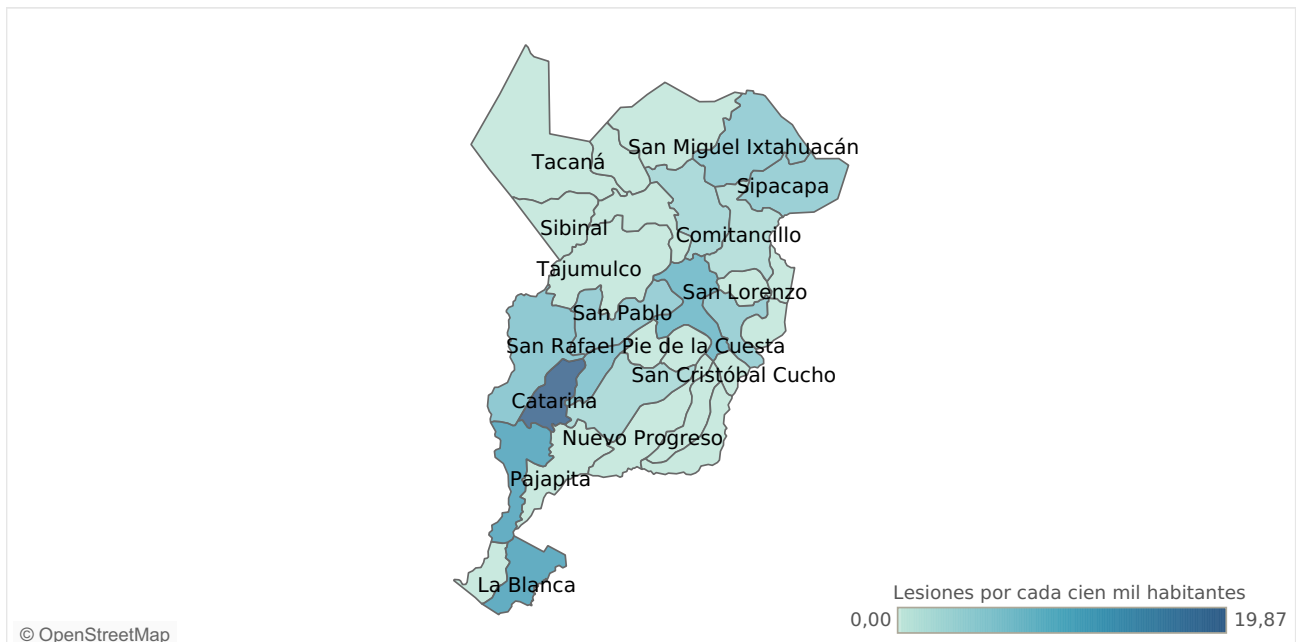 San Miguel Ixtahuacán
Tacaná
Sipacapa
Sibinal
Comitancillo
Tajumulco
San Lorenzo
San Pablo
San Rafael Pie de la Cuesta
San Cristóbal Cucho
Catarina
Nuevo Progreso
Pajapita
La Blanca
Lesiones por cada cien mil habitantes
0,00 19,87
© OpenStreetMap